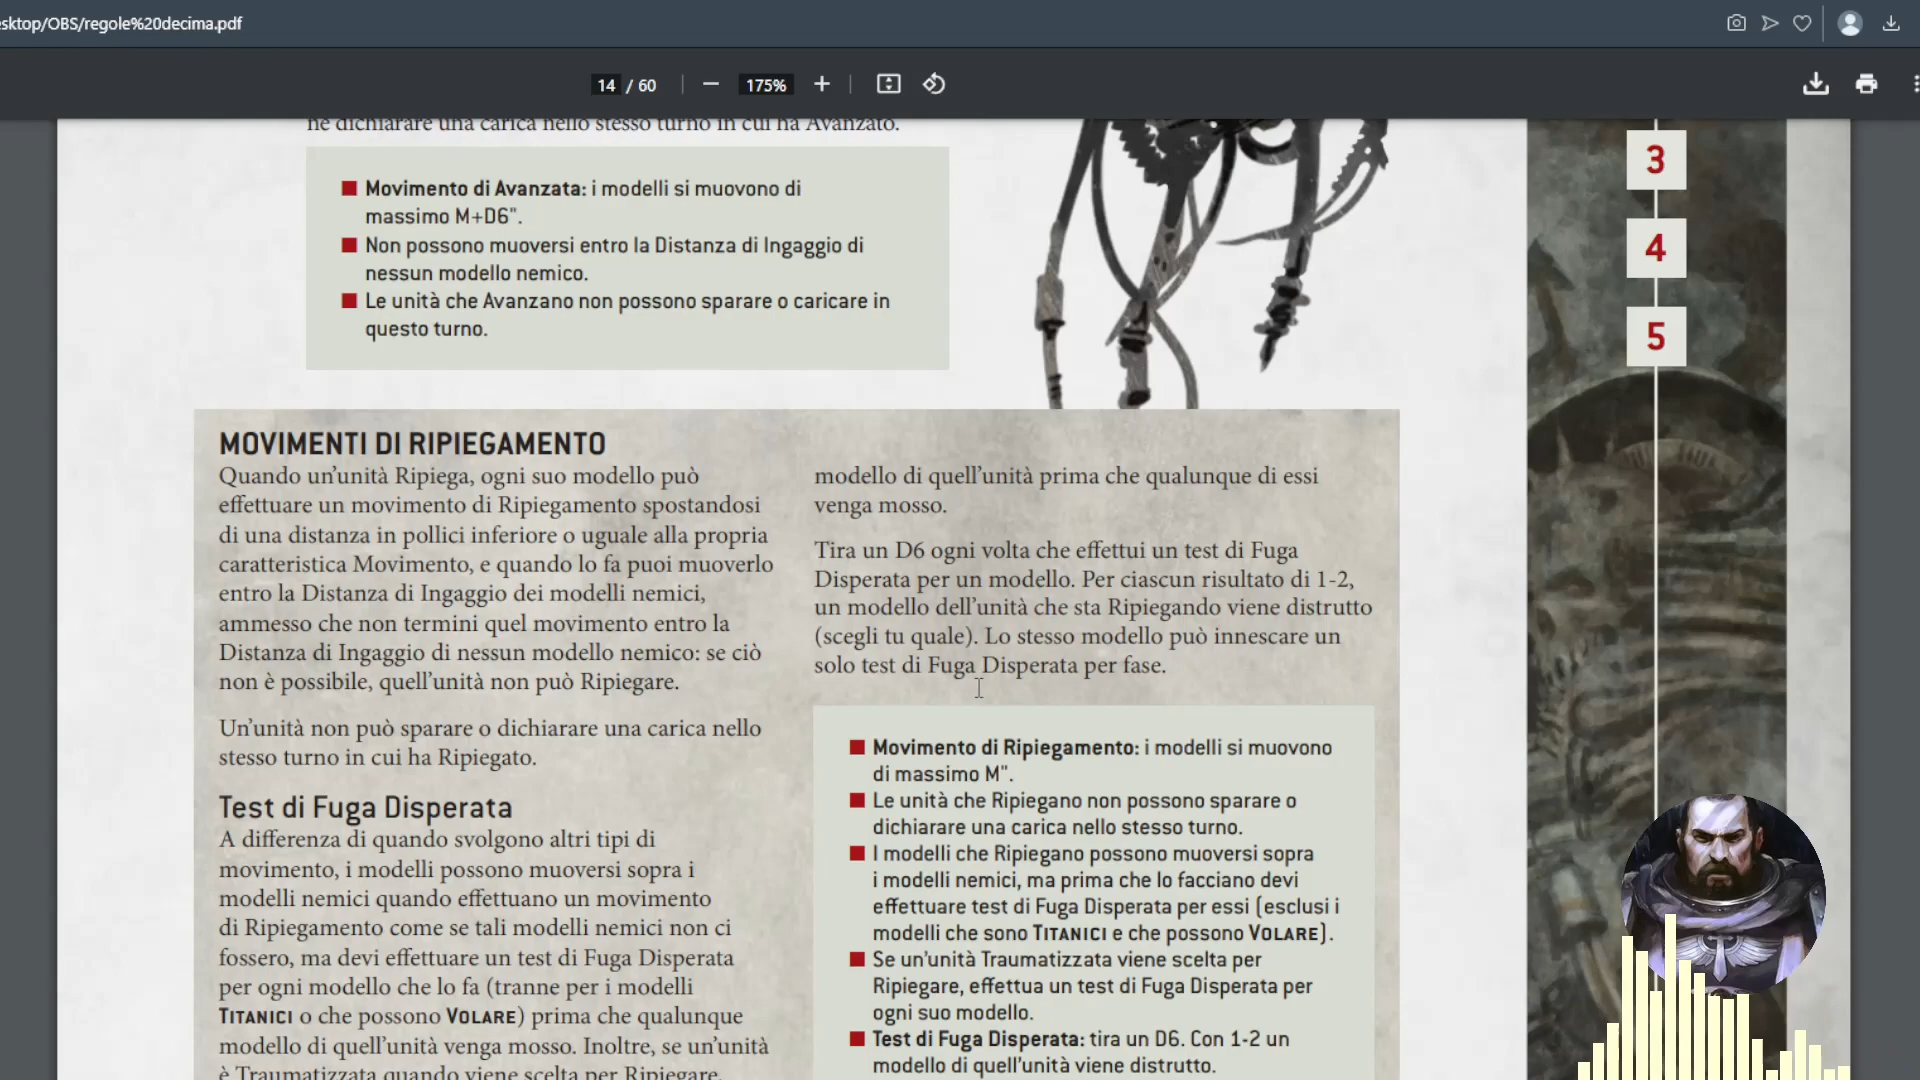 sktop/OBS/regole%20decima.pdf
14 / 60
175%
ne dichiarare una carica nello stesso turno in cui ha Avanzato.
Movimento di Avanzata: i modelli si muovono di
massimo M+D6".
Non possono muoversi entro la Distanza di Ingaggio di
nessun modello nemico.
Le unità che Avanzano non possono sparare o caricare in
questo turno.
3
4
5
MOVIMENTI DI RIPIEGAMENTO
Quando un'unità Ripiega, ogni suo modello può
effettuare un movimento di Ripiegamento spostandosi
di una distanza in pollici inferiore o uguale alla propria
caratteristica Movimento, e quando lo fa puoi muoverlo
entro la Distanza di Ingaggio dei modelli nemici,
ammesso che non termini quel movimento entro la
Distanza di Ingaggio di nessun modello nemico: se ciò
non è possibile, quell'unità non può Ripiegare.
Un'unità non può sparare o dichiarare una carica nello
stesso turno in cui ha Ripiegato.
Test di Fuga Disperata
A differenza di quando svolgono altri tipi di
movimento, i modelli possono muoversi sopra i
modelli nemici quando effettuano un movimento
di Ripiegamento come se tali modelli nemici non ci
fossero, ma devi effettuare un test di Fuga Disperata
per ogni modello che lo fa (tranne per i modelli
TITANICI o che possono VOLARE) prima che qualunque
modello di quell'unità venga mosso. Inoltre, se un'unità
è Traumatizzata quando viene scelta per Ripiegare,
modello di quell'unità prima che qualunque di essi
venga mosso.
Tira un D6 ogni volta che effettui un test di Fuga
Disperata per un modello. Per ciascun risultato di 1-2,
un modello dell'unità che sta Ripiegando viene distrutto
(scegli tu quale). Lo stesso modello può innescare un
solo test di Fuga Disperata per fase.
Movimento di Ripiegamento: i modelli si muovono
di massimo M".
Le unità che Ripiegano non possono sparare o
dichiarare una carica nello stesso turno.
I modelli che Ripiegano possono muoversi sopra
i modelli nemici, ma prima che lo facciano devi
effettuare test di Fuga Disperata per essi (esclusi i
modelli che sono TITANICI e che possono VOLARE).
Se un'unità Traumatizzata viene scelta per
Ripiegare, effettua un test di Fuga Disperata per
ogni suo modello.
Test di Fuga Disperata: tira un D6. Con 1-2 un
modello di quell'unità viene distrutto.